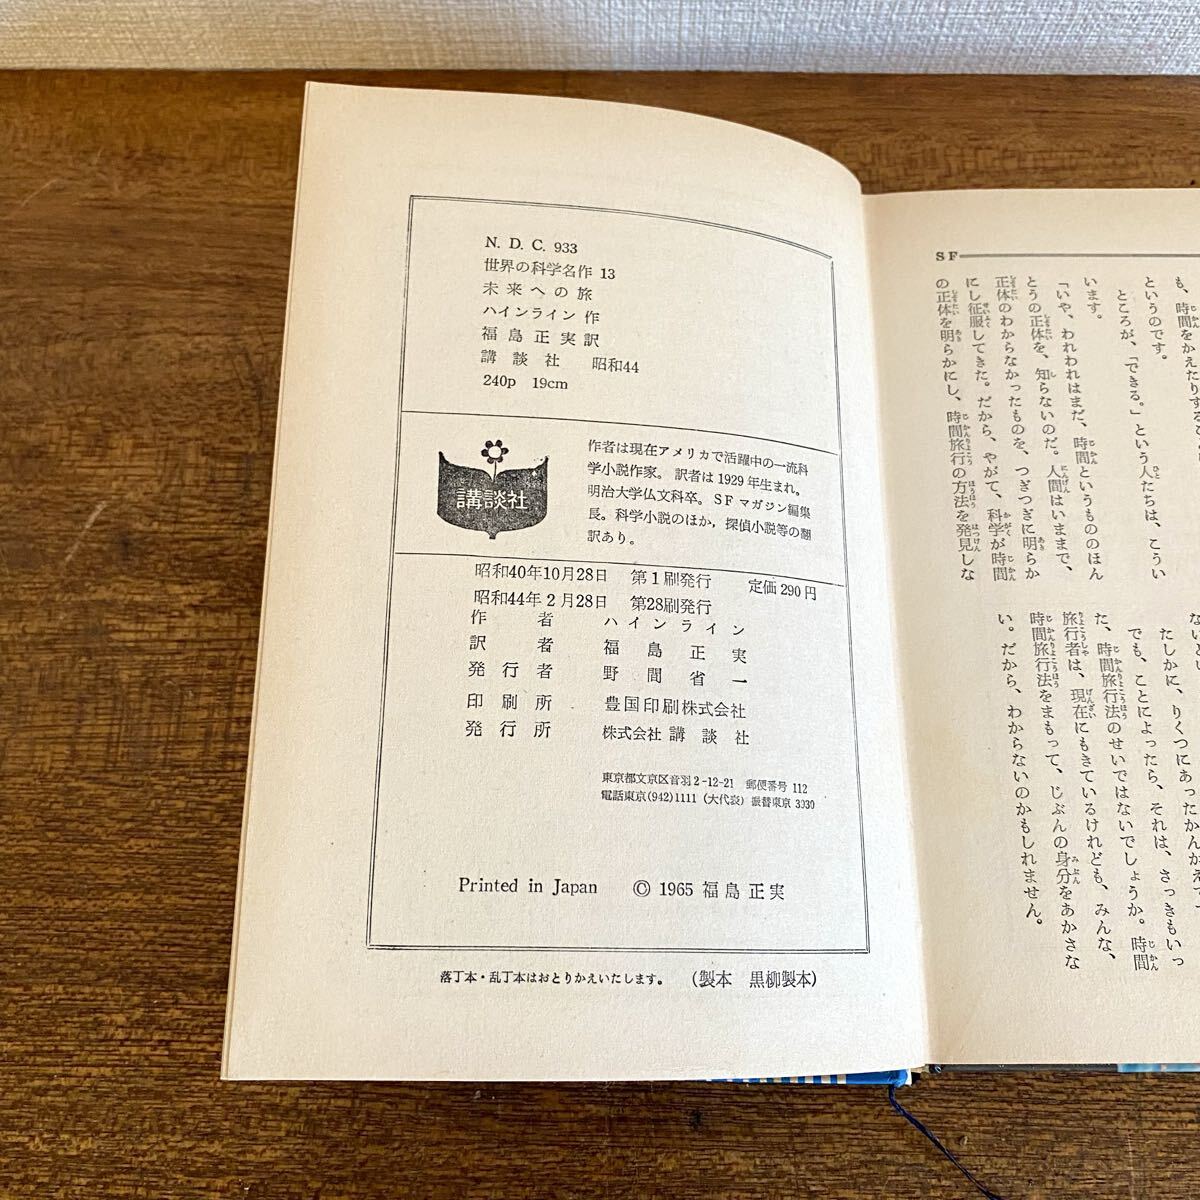 N. D. C. 933
世界の科学名作 13
未来への旅
ハインライン 作
福島正実訳
講談社 昭和44
240p 19cm
講談社
作者は現在アメリカで活躍中の一流科
学小説作家。訳者は1929年生まれ。
明治大学仏文科卒。SFマガジン編集
長。科学小説のほか，探偵小説等の翻
訳あり。
昭和40年10月28日 第1刷発行 定価290円
昭和44年2月28日 第28刷発行
作者 ハインライン
訳者 福島正実
発行者 野間省一
印刷所 豊国印刷株式会社
発行所 株式会社 講談社
東京都文京区音羽2-12-21 郵便番号 112
電話東京(942)1111 (大代表) 振替東京 3930
Printed in Japan © 1965 福島正実
落丁本・乱丁本はおとりかえいたします。 (製本 黒柳製本)
SF
も、時間をかえたりする
というのです。
ところが、「できる。」という人たちは、こうい
います。
「いや、われわれはまだ、時間というもののほん
とうの正体を、知らないのだ。人間はいままで、
正体のわからなかったものを、つぎつぎに明らか
にし征服してきた。だから、やがて、科学が時間
の正体を明らかにし、時間旅行の方法を発見しな
ないとい
たしかに、りくつにあったかんがえで
でも、ことによったら、それは、さっきもいっ
た、時間旅行法のせいではないでしょうか。時間
旅行者は、現在にもきているけれども、みんな、
時間旅行法をまもって、じぶんの身分をあかさな
い。だから、わからないのかもしれません。